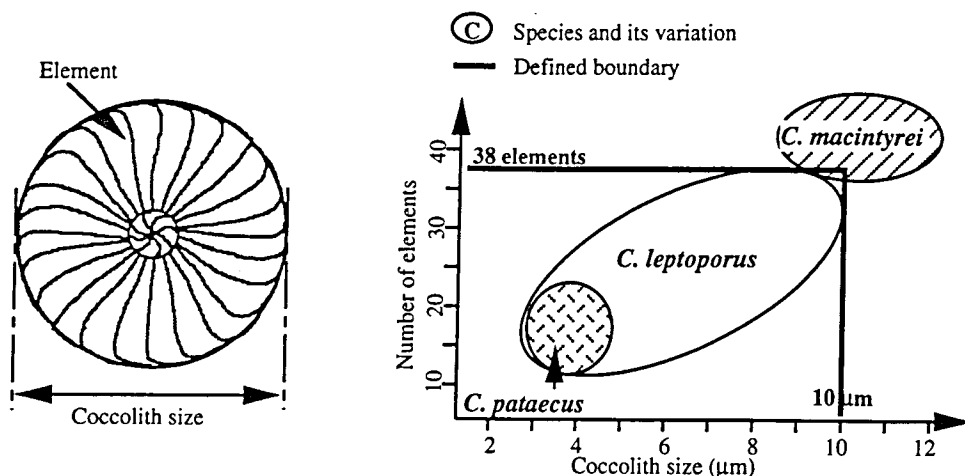 Element
Coccolith size
C Species and its variation
Defined boundary
Number of elements
40
30
20
10
38 elements
C. macintyrei
C. leptoporus
C. pataecus
10 μm
2 4 6 8 10 12
Coccolith size (μm)